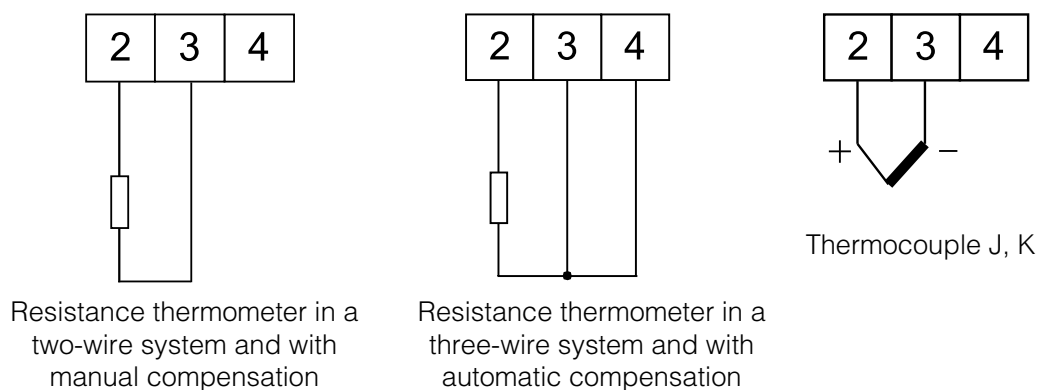 2 3 4
2 3 4
2 3 4
+ −
Thermocouple J, K
Resistance thermometer in a
two-wire system and with
manual compensation
Resistance thermometer in a
three-wire system and with
automatic compensation